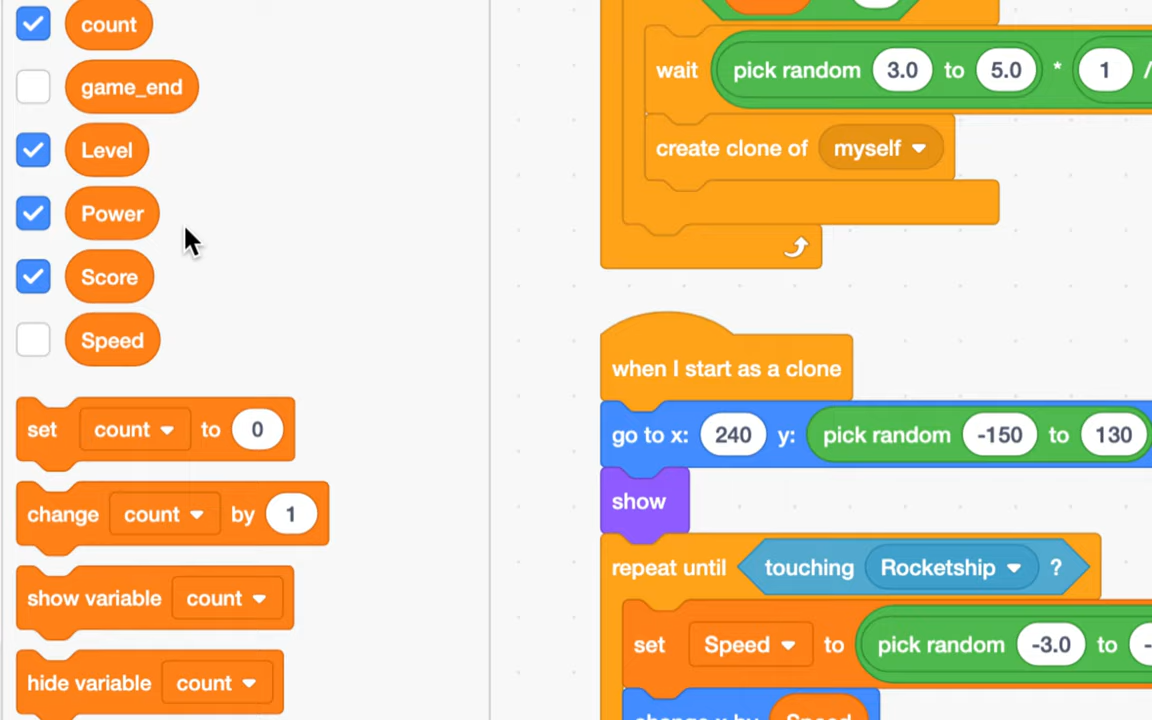 count
game_end
Level
Power
Score
Speed
set count to 0
change count by 1
show variable count
hide variable count
wait pick random 3.0 to 5.0 * 1 /
create clone of myself
when I start as a clone
go to x: 240 y: pick random -150 to 130
show
repeat until touching Rocketship ?
set Speed to pick random -3.0 to -
change x by Speed